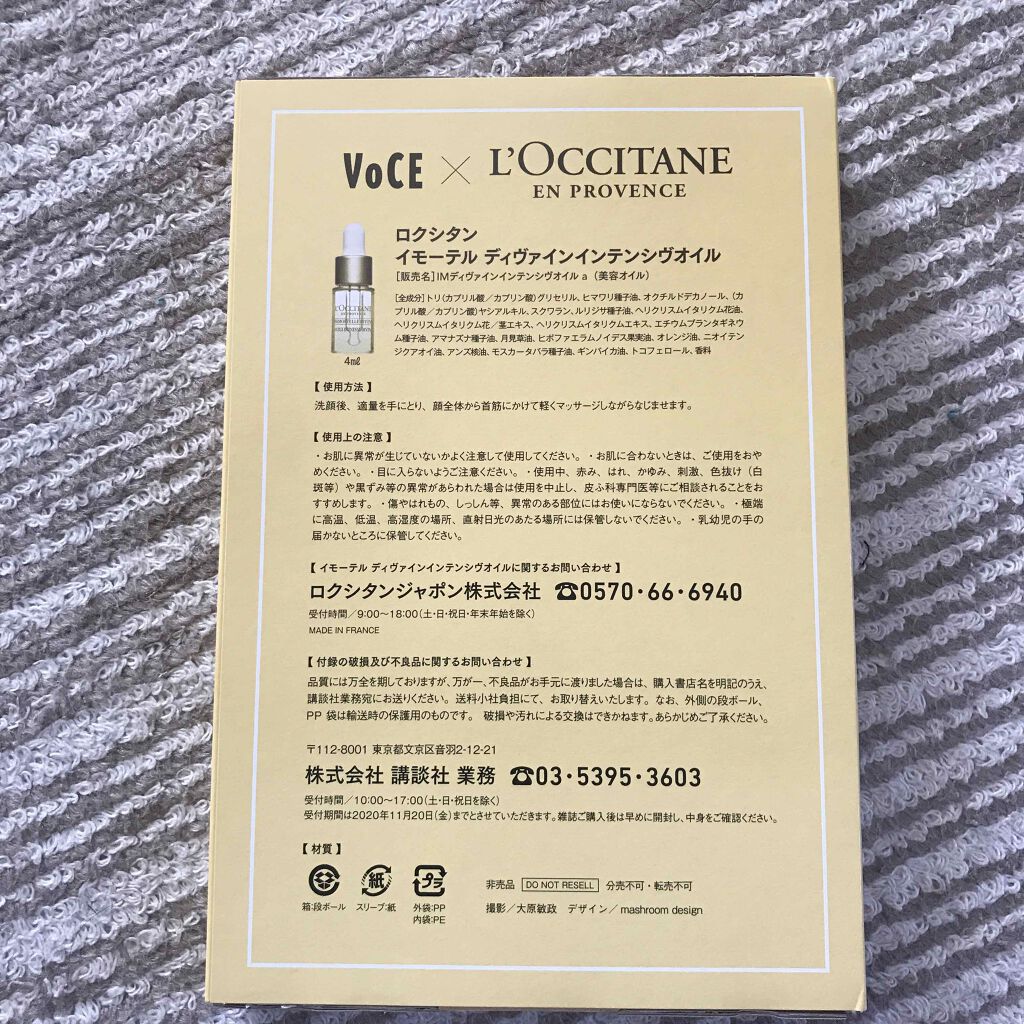 VoCE × L'OCCITANE
EN PROVENCE
ロクシタン
イモーテル ディヴァインインテンシヴオイル
［販売名］IMディヴァインインテンシヴオイル a（美容オイル）
［全成分］トリ（カプリル酸／カプリン酸）グリセリル、ヒマワリ種子油、オクチルドデカノール、（カ
プリル酸／カプリン酸）ヤシアルキル、スクワラン、ルリジサ種子油、ヘリクリスムイタリクム花油、
ヘリクリスムイタリクム花／茎エキス、ヘリクリスムイタリクムエキス、エチウムプランタギネウ
ム種子油、アマナズナ種子油、月見草油、ヒポファエラムノイデス果実油、オレンジ油、ニオイテン
ジクアオイ油、アンズ核油、モスカータバラ種子油、ギンバイカ油、トコフェロール、香料
L'OCCITANE
EN PROVENCE
4㎖
【 使用方法 】
洗顔後、適量を手にとり、顔全体から首筋にかけて軽くマッサージしながらなじませます。
【 使用上の注意 】
・お肌に異常が生じていないかよく注意して使用してください。・お肌に合わないときは、ご使用をおや
めください。・目に入らないようご注意ください。・使用中、赤み、はれ、かゆみ、刺激、色抜け（白
斑等）や黒ずみ等の異常があらわれた場合は使用を中止し、皮ふ科専門医等にご相談されることをお
すすめします。・傷やはれもの、しっしん等、異常のある部位にはお使いにならないでください。・極端
に高温、低温、高湿度の場所、直射日光のあたる場所には保管しないでください。・乳幼児の手の
届かないところに保管してください。
【 イモーテル ディヴァインインテンシヴオイルに関するお問い合わせ 】
ロクシタンジャポン株式会社 ☎0570・66・6940
受付時間／9:00〜18:00（土・日・祝日・年末年始を除く）
MADE IN FRANCE
【 付録の破損及び不良品に関するお問い合わせ 】
品質には万全を期しておりますが、万が一、不良品がお手元に渡りました場合は、購入書店名を明記のうえ、
講談社業務宛にお送りください。送料小社負担にて、お取り替えいたします。なお、外側の段ボール、
PP 袋は輸送時の保護用のものです。 破損や汚れによる交換はできかねます。あらかじめご了承ください。
〒112-8001 東京都文京区音羽2-12-21
株式会社 講談社 業務 ☎03・5395・3603
受付時間／10:00〜17:00（土・日・祝日を除く）
受付期間は2020年11月20日（金）までとさせていただきます。雑誌ご購入後は早めに開封し、中身をご確認ください。
【 材質 】
紙 プラ
箱:段ボール スリーブ:紙 外袋:PP
内袋:PE
非売品 DO NOT RESELL 分売不可・転売不可
撮影／大原敏政 デザイン／mashroom design